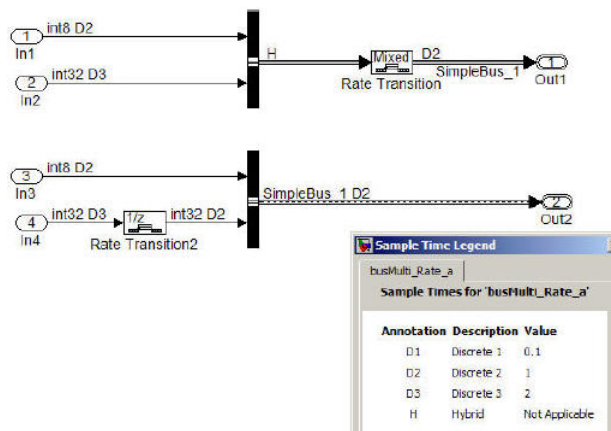 1
int8 D2
In1
H
Mixed
D2
SimpleBus_1
1
Out1
Rate Transition
2
int32 D3
In2
3
int8 D2
In3
SimpleBus_1 D2
2
Out2
4
int32 D3
1/z
int32 D2
In4
Rate Transition2
Sample Time Legend
busMulti_Rate_a
Sample Times for 'busMulti_Rate_a'
Annotation Description Value
D1 Discrete 1 0.1
D2 Discrete 2 1
D3 Discrete 3 2
H Hybrid Not Applicable